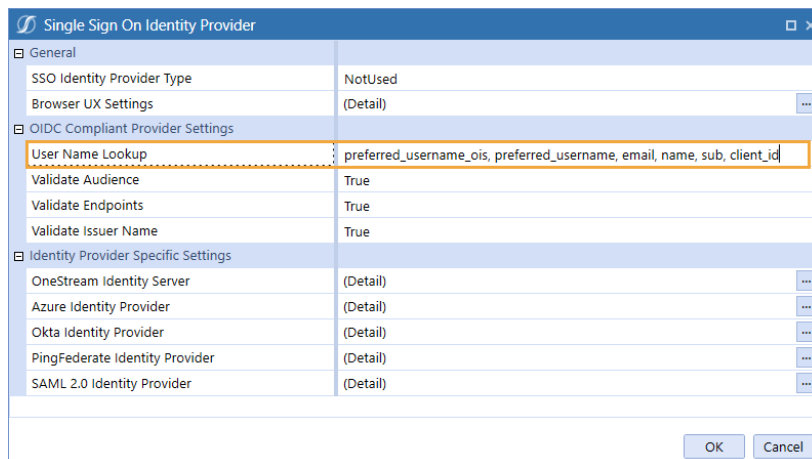 Single Sign On Identity Provider
General
SSO Identity Provider Type NotUsed
Browser UX Settings (Detail) ...
OIDC Compliant Provider Settings
User Name Lookup preferred_username_ois, preferred_username, email, name, sub, client_id
Validate Audience True
Validate Endpoints True
Validate Issuer Name True
Identity Provider Specific Settings
OneStream Identity Server (Detail) ...
Azure Identity Provider (Detail) ...
Okta Identity Provider (Detail) ...
PingFederate Identity Provider (Detail) ...
SAML 2.0 Identity Provider (Detail) ...
OK Cancel